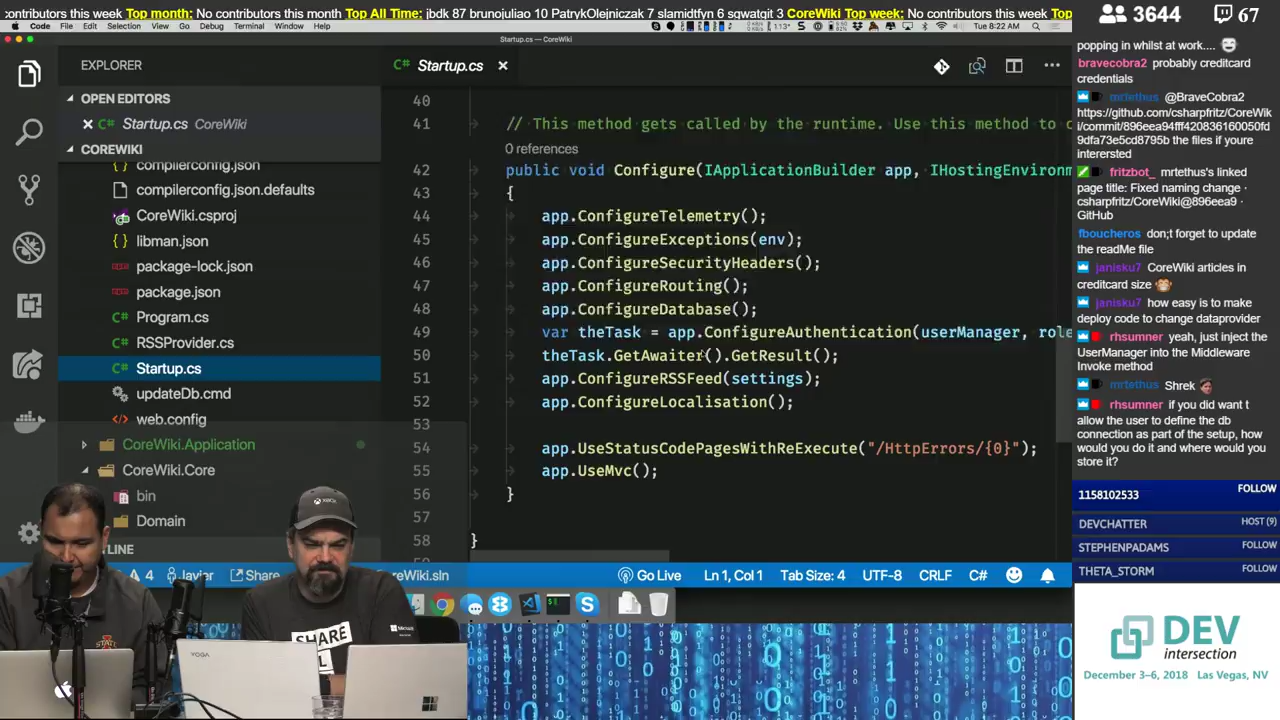 contributors this week Top month: No contributors this month Top All Time: jbdk 87 brunojuliao 10 PatrykOlejniczak 7 slamidtfyn 6 sqwatgit 3 CoreWiki Top week: No contributors this week Top
Code File Edit Selection View Go Debug Terminal Window Help
Tue 8:22 AM
Startup.cs — CoreWiki
3644 67
EXPLORER
OPEN EDITORS
Startup.cs CoreWiki
COREWIKI
compilerconfig.json
compilerconfig.json.defaults
CoreWiki.csproj
libman.json
package-lock.json
package.json
Program.cs
RSSProvider.cs
Startup.cs
updateDb.cmd
web.config
CoreWiki.Application
CoreWiki.Core
bin
Domain
TLINE
Startup.cs
40
41 // This method gets called by the runtime. Use this method to c
0 references
42 public void Configure(IApplicationBuilder app, IHostingEnvironm
43 {
44 app.ConfigureTelemetry();
45 app.ConfigureExceptions(env);
46 app.ConfigureSecurityHeaders();
47 app.ConfigureRouting();
48 app.ConfigureDatabase();
49 var theTask = app.ConfigureAuthentication(userManager, role
50 theTask.GetAwaiter().GetResult();
51 app.ConfigureRSSFeed(settings);
52 app.ConfigureLocalisation();
53
54 app.UseStatusCodePagesWithReExecute("/HttpErrors/{0}");
55 app.UseMvc();
56 }
57
58 }
4 Javier Share oreWiki.sln Go Live Ln 1, Col 1 Tab Size: 4 UTF-8 CRLF C#
popping in whilst at work....
bravecobra2 probably creditcard
credentials
mrtethus @BraveCobra2
https://github.com/csharpfritz/CoreWik
i/commit/896eea94fff420836160050fd
9dfa73e5cd8795b the files if youre
interersted
fritzbot_ mrtethus's linked
page title: Fixed naming change ·
csharpfritz/CoreWiki@896eea9 ·
GitHub
fboucheros don;t forget to update
the readMe file
janisku7 CoreWiki articles in
creditcard size
janisku7 how easy is to make
deploy code to change dataprovider
rhsumner yeah, just inject the
UserManager into the Middleware
Invoke method
mrtethus Shrek
rhsumner if you did want t
allow the user to define the db
connection as part of the setup, how
would you do it and where would you
store it?
1158102533 FOLLOW
DEVCHATTER HOST (9)
STEPHENPADAMS FOLLOW
THETA_STORM FOLLOW
DEV
intersection
December 3–6, 2018 Las Vegas, NV
XBOX
SHARE
STATE
Microsoft
YOGA